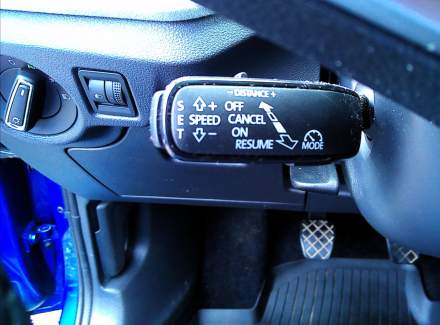 - DISTANCE +
S + OFF
E SPEED CANCEL
T - ON
RESUME MODE